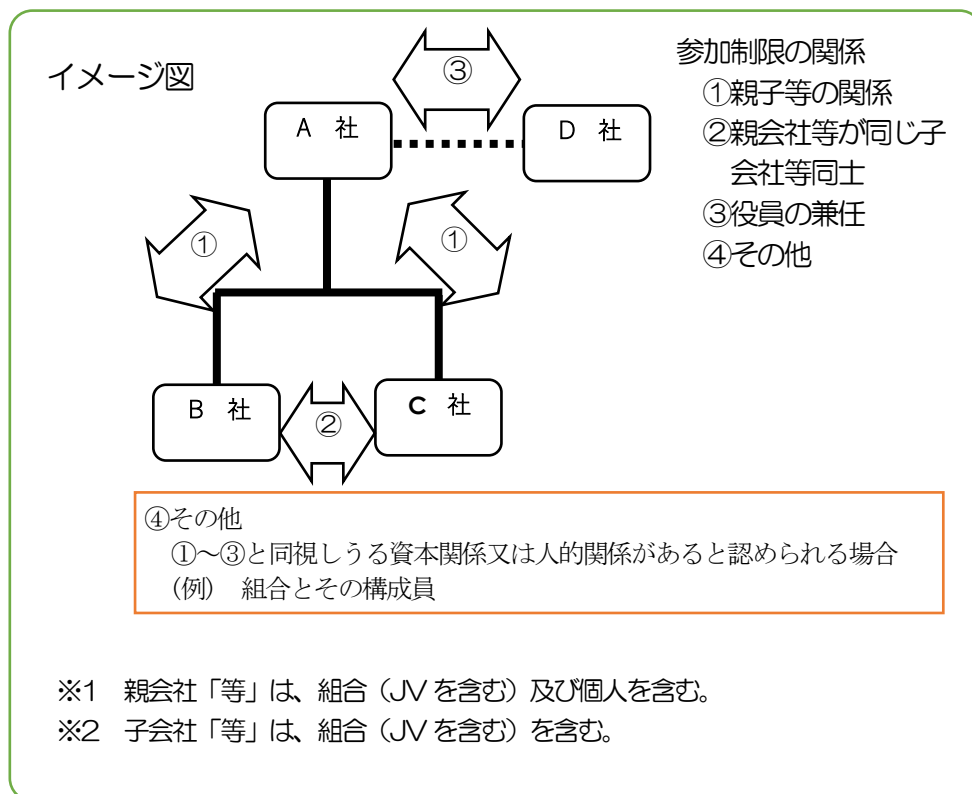 イメージ図
③
参加制限の関係
①親子等の関係
②親会社等が同じ子
会社等同士
③役員の兼任
④その他
A 社
D 社
①
①
B 社
②
C 社
④その他
①~③と同視しうる資本関係又は人的関係があると認められる場合
(例) 組合とその構成員
※1 親会社「等」は、組合(JVを含む)及び個人を含む。
※2 子会社「等」は、組合(JVを含む)を含む。